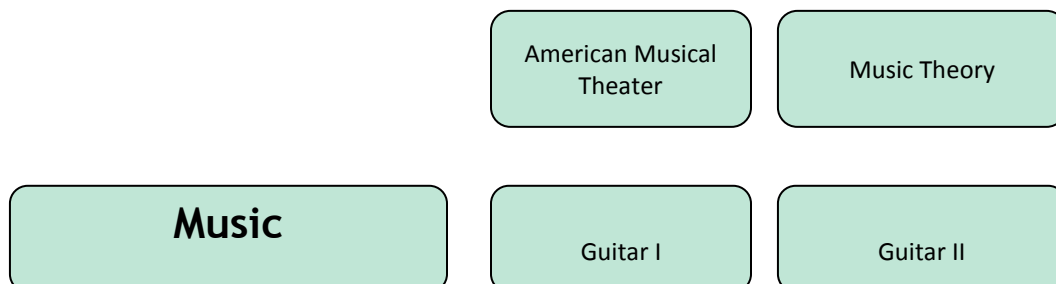 American Musical
Theater
Music Theory
Music
Guitar I
Guitar II